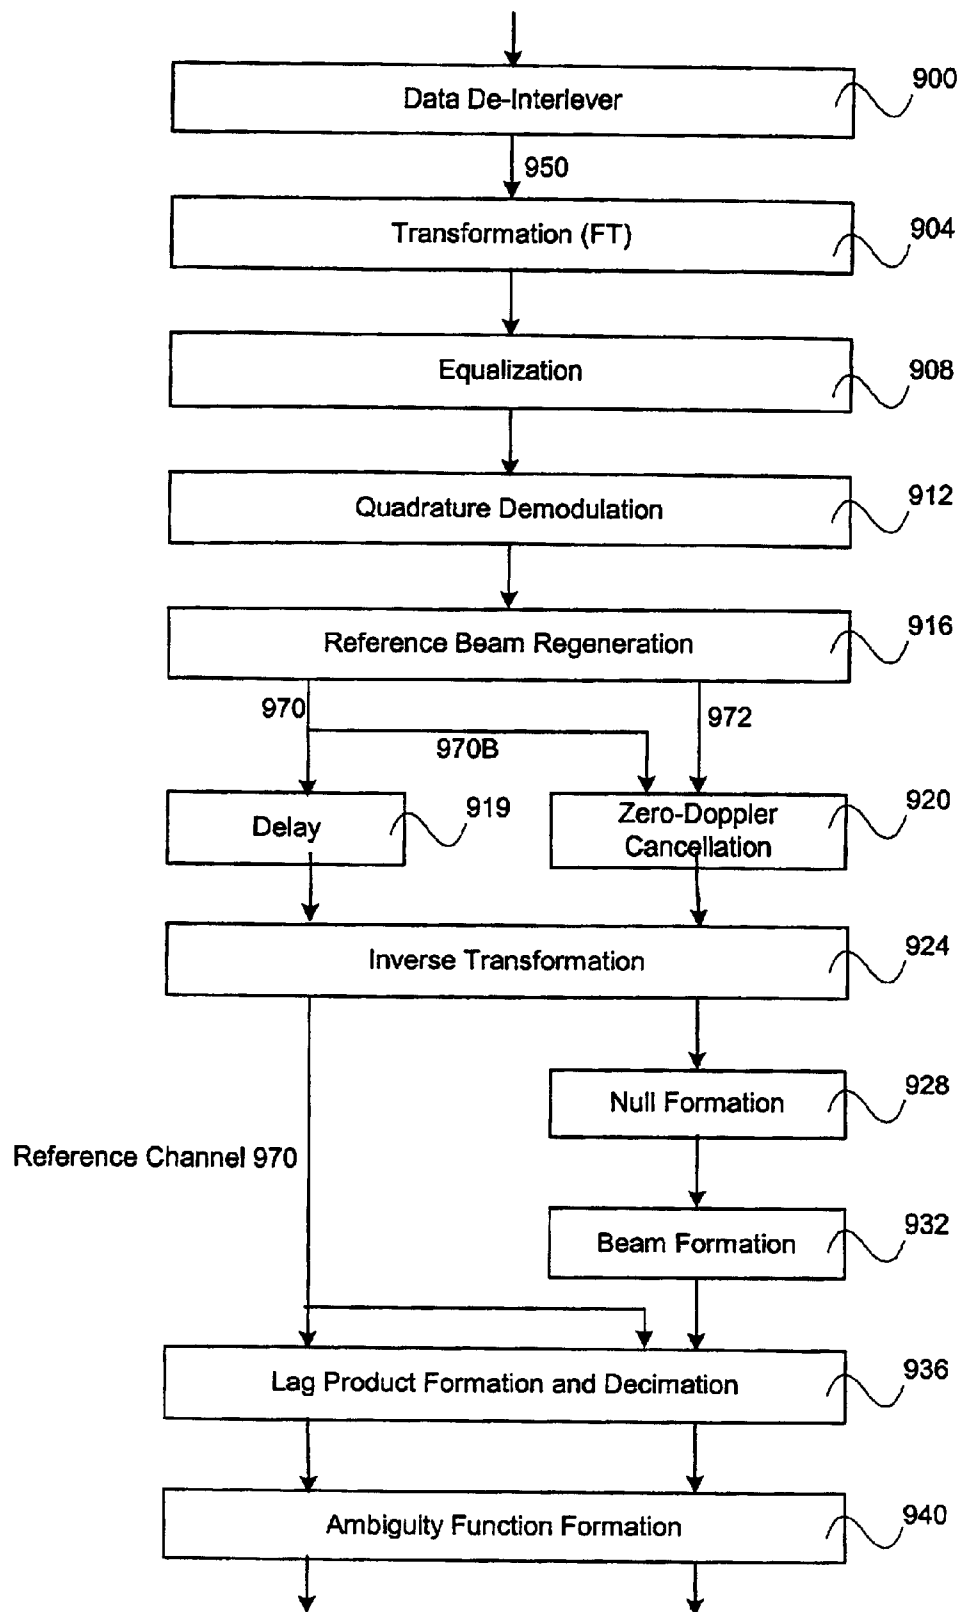 Data De-Interlever
900
950
Transformation (FT)
904
Equalization
908
Quadrature Demodulation
912
Reference Beam Regeneration
916
970
972
970B
Delay
919
Zero-Doppler
Cancellation
920
Inverse Transformation
924
Null Formation
928
Reference Channel 970
Beam Formation
932
Lag Product Formation and Decimation
936
Ambiguity Function Formation
940